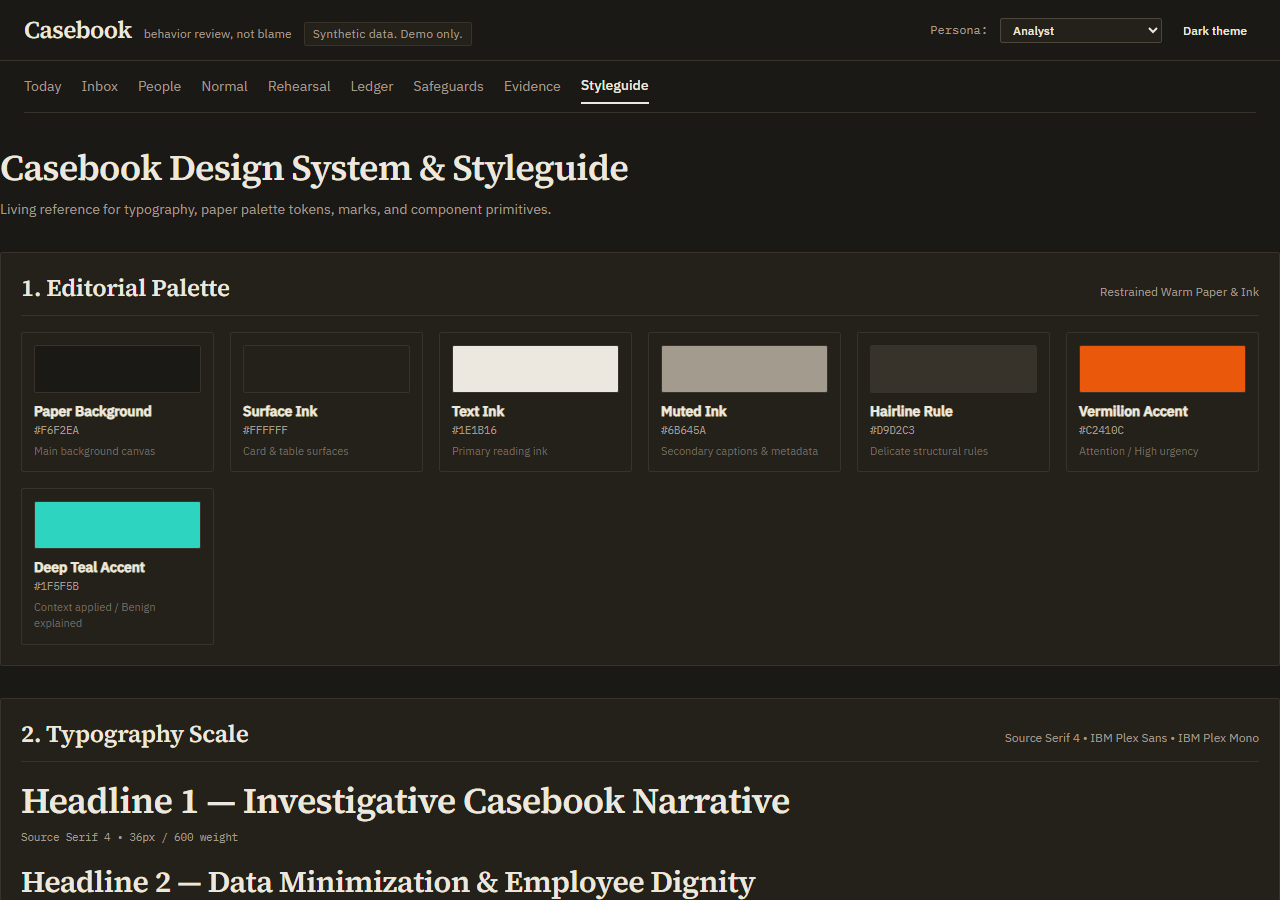 Casebook behavior review, not blame Synthetic data. Demo only. Persona: Analyst Dark theme
Today Inbox People Normal Rehearsal Ledger Safeguards Evidence Styleguide
Casebook Design System & Styleguide
Living reference for typography, paper palette tokens, marks, and component primitives.
1. Editorial Palette
Restrained Warm Paper & Ink
Paper Background
#F6F2EA
Main background canvas
Surface Ink
#FFFFFF
Card & table surfaces
Text Ink
#1E1B16
Primary reading ink
Muted Ink
#6B645A
Secondary captions & metadata
Hairline Rule
#D9D2C3
Delicate structural rules
Vermilion Accent
#C2410C
Attention / High urgency
Deep Teal Accent
#1F5F5B
Context applied / Benign
explained
2. Typography Scale
Source Serif 4 • IBM Plex Sans • IBM Plex Mono
Headline 1 — Investigative Casebook Narrative
Source Serif 4 • 36px / 600 weight
Headline 2 — Data Minimization & Employee Dignity